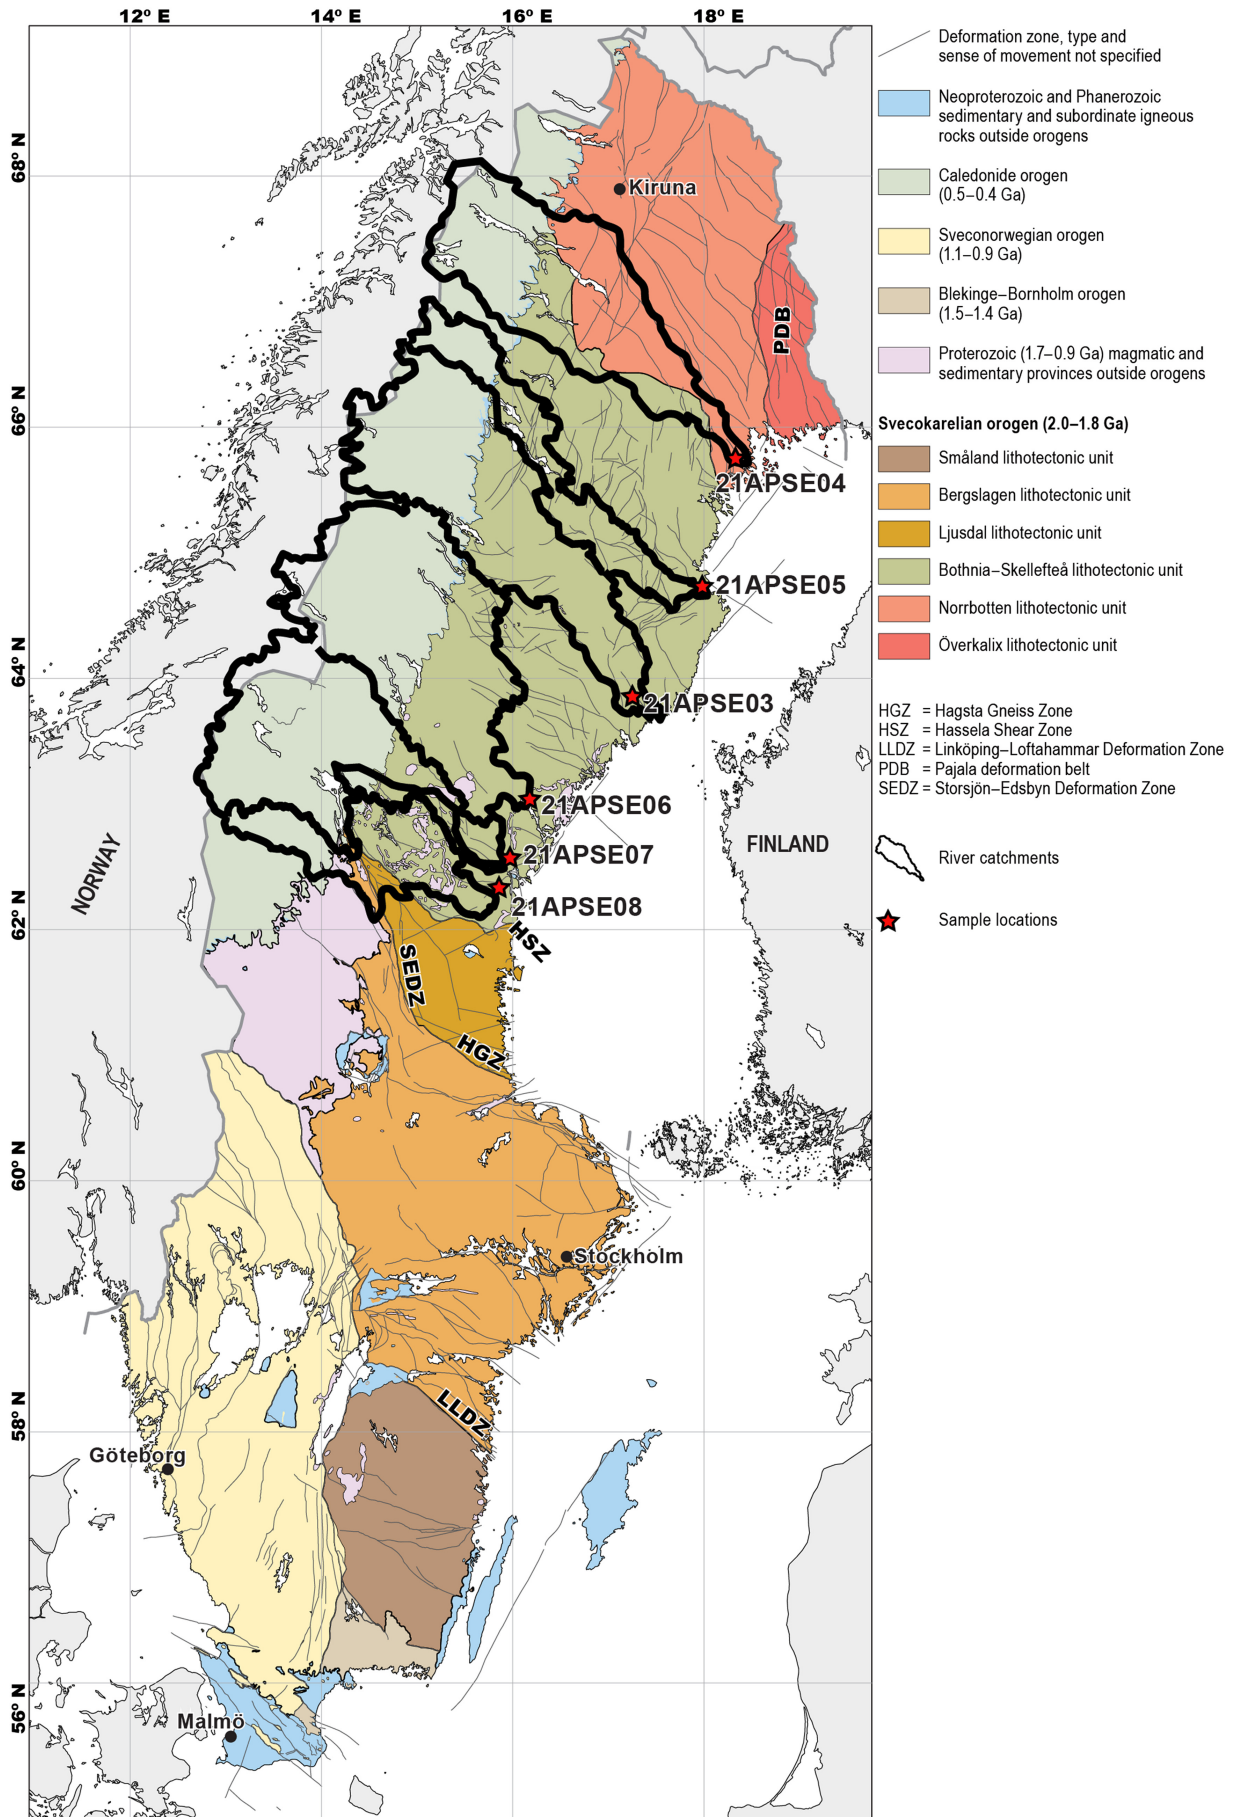 12° E
14° E
16° E
18° E
68° N
66° N
64° N
62° N
60° N
58° N
56° N
Kiruna
PDB
21APSE04
21APSE05
21APSE03
21APSE06
21APSE07
21APSE08
HSZ
SEDZ
HGZ
NORWAY
FINLAND
Stockholm
LLDZ
Göteborg
Malmö
Deformation zone, type and
sense of movement not specified
Neoproterozoic and Phanerozoic
sedimentary and subordinate igneous
rocks outside orogens
Caledonide orogen
(0.5–0.4 Ga)
Sveconorwegian orogen
(1.1–0.9 Ga)
Blekinge–Bornholm orogen
(1.5–1.4 Ga)
Proterozoic (1.7–0.9 Ga) magmatic and
sedimentary provinces outside orogens
Svecokarelian orogen (2.0–1.8 Ga)
Småland lithotectonic unit
Bergslagen lithotectonic unit
Ljusdal lithotectonic unit
Bothnia–Skellefteå lithotectonic unit
Norrbotten lithotectonic unit
Överkalix lithotectonic unit
HGZ = Hagsta Gneiss Zone
HSZ = Hassela Shear Zone
LLDZ = Linköping–Loftahammar Deformation Zone
PDB = Pajala deformation belt
SEDZ = Storsjön–Edsbyn Deformation Zone
River catchments
Sample locations